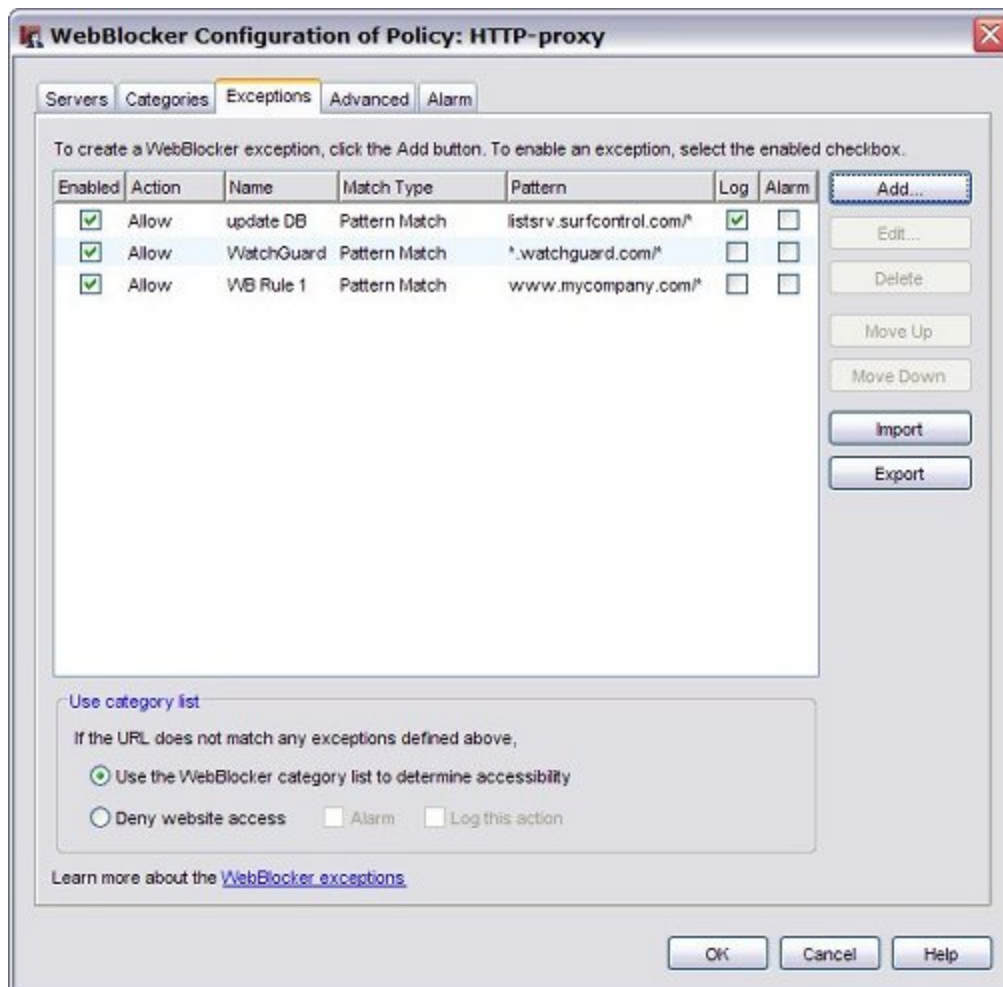 WebBlocker Configuration of Policy: HTTP-proxy
Servers Categories Exceptions Advanced Alarm
To create a WebBlocker exception, click the Add button. To enable an exception, select the enabled checkbox.
Enabled Action Name Match Type Pattern Log Alarm
Allow update DB Pattern Match listsrv.surfcontrol.com/*
Allow WatchGuard Pattern Match *.watchguard.com/*
Allow WB Rule 1 Pattern Match www.mycompany.com/*
Add...
Edit...
Delete
Move Up
Move Down
Import
Export
Use category list
If the URL does not match any exceptions defined above,
Use the WebBlocker category list to determine accessibility
Deny website access Alarm Log this action
Learn more about the WebBlocker exceptions
OK Cancel Help